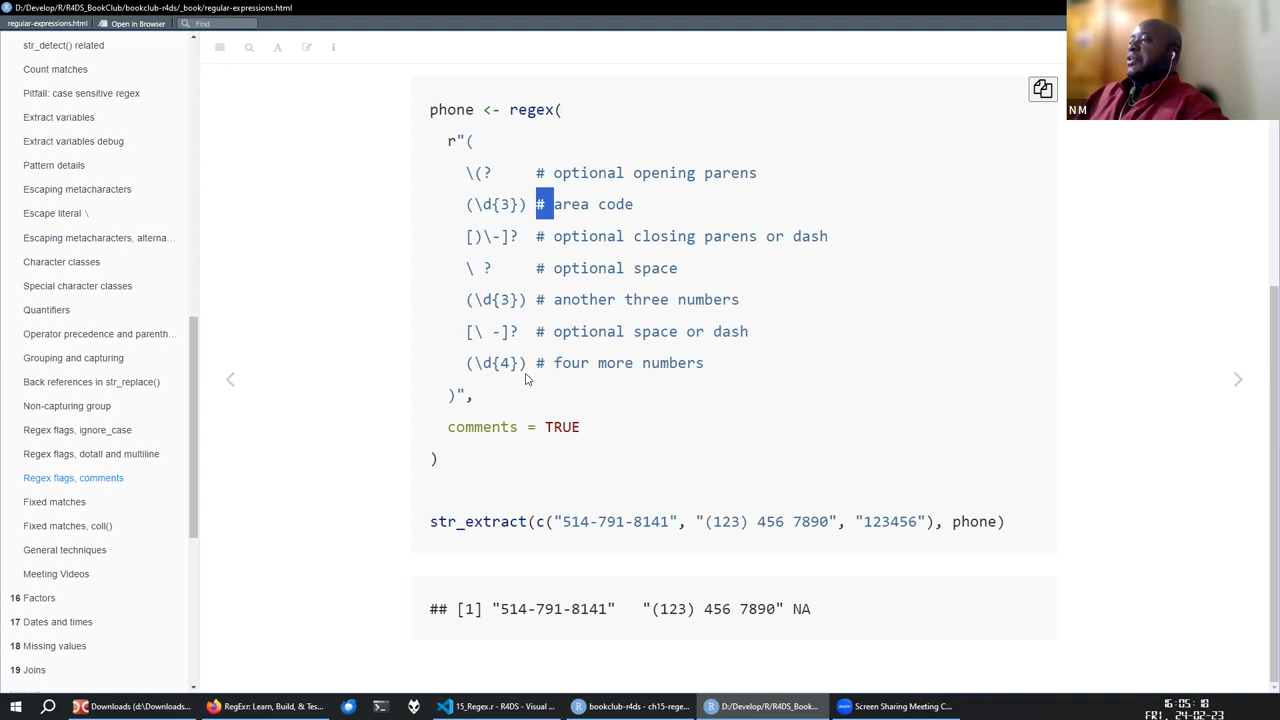 D:/Develop/R/R4DS_BookClub/bookclub-r4ds/_book/regular-expressions.html
regular-expressions.html
Open in Browser
Find
str_detect() related
Count matches
Pitfall: case sensitive regex
Extract variables
Extract variables debug
Pattern details
Escaping metacharacters
Escape literal \
Escaping metacharacters, alterna...
Character classes
Special character classes
Quantifiers
Operator precedence and parenth...
Grouping and capturing
Back references in str_replace()
Non-capturing group
Regex flags, ignore_case
Regex flags, dotall and multiline
Regex flags, comments
Fixed matches
Fixed matches, coll()
General techniques
Meeting Videos
16 Factors
17 Dates and times
18 Missing values
19 Joins
phone <- regex(
r"(
\(? # optional opening parens
(\d{3}) # area code
[)\-]? # optional closing parens or dash
\ ? # optional space
(\d{3}) # another three numbers
[\ -]? # optional space or dash
(\d{4}) # four more numbers
)",
comments = TRUE
)
str_extract(c("514-791-8141", "(123) 456 7890", "123456"), phone)
## [1] "514-791-8141" "(123) 456 7890" NA
NM
Downloads (d:\Downloads...
RegExr: Learn, Build, & Tes...
15_Regex.r - R4DS - Visual ...
bookclub-r4ds - ch15-rege...
D:/Develop/R/R4DS_Book...
Screen Sharing Meeting C...
16:05:18
FRI, 24-02-23